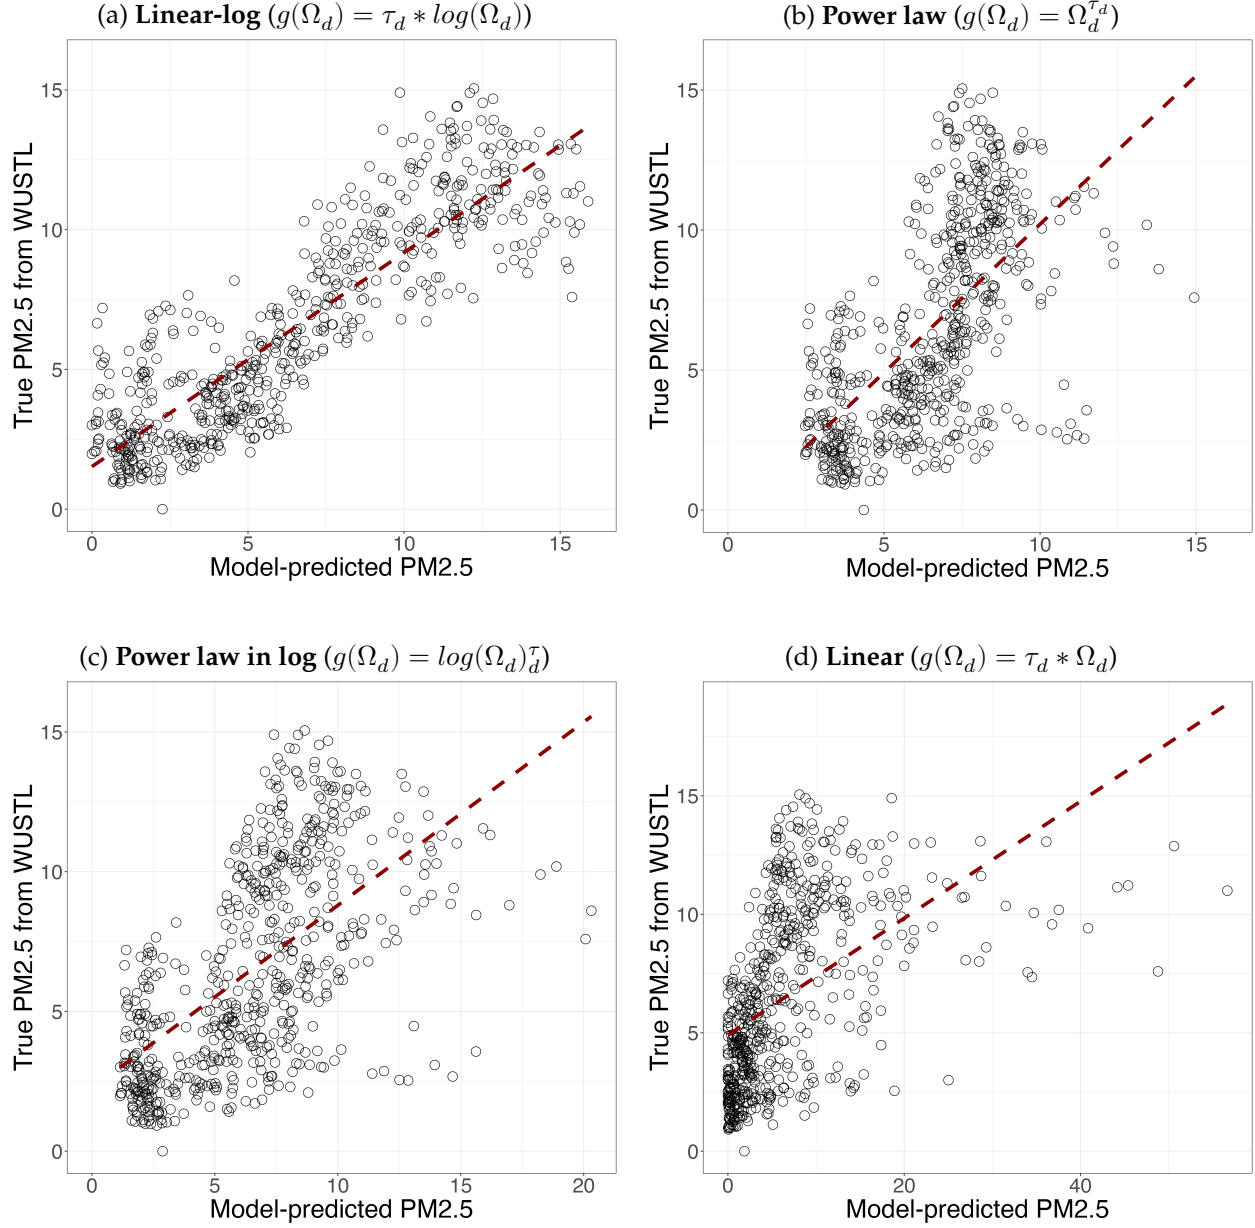 (a) Linear-log (g(Ω_d) = τ_d * log(Ω_d))
True PM2.5 from WUSTL
15
10
5
0
0 5 10 15
Model-predicted PM2.5
(b) Power law (g(Ω_d) = Ω_d^{τ_d})
True PM2.5 from WUSTL
15
10
5
0
0 5 10 15
Model-predicted PM2.5
(c) Power law in log (g(Ω_d) = log(Ω_d)_d^τ)
True PM2.5 from WUSTL
15
10
5
0
0 5 10 15 20
Model-predicted PM2.5
(d) Linear (g(Ω_d) = τ_d * Ω_d)
True PM2.5 from WUSTL
15
10
5
0
0 20 40
Model-predicted PM2.5